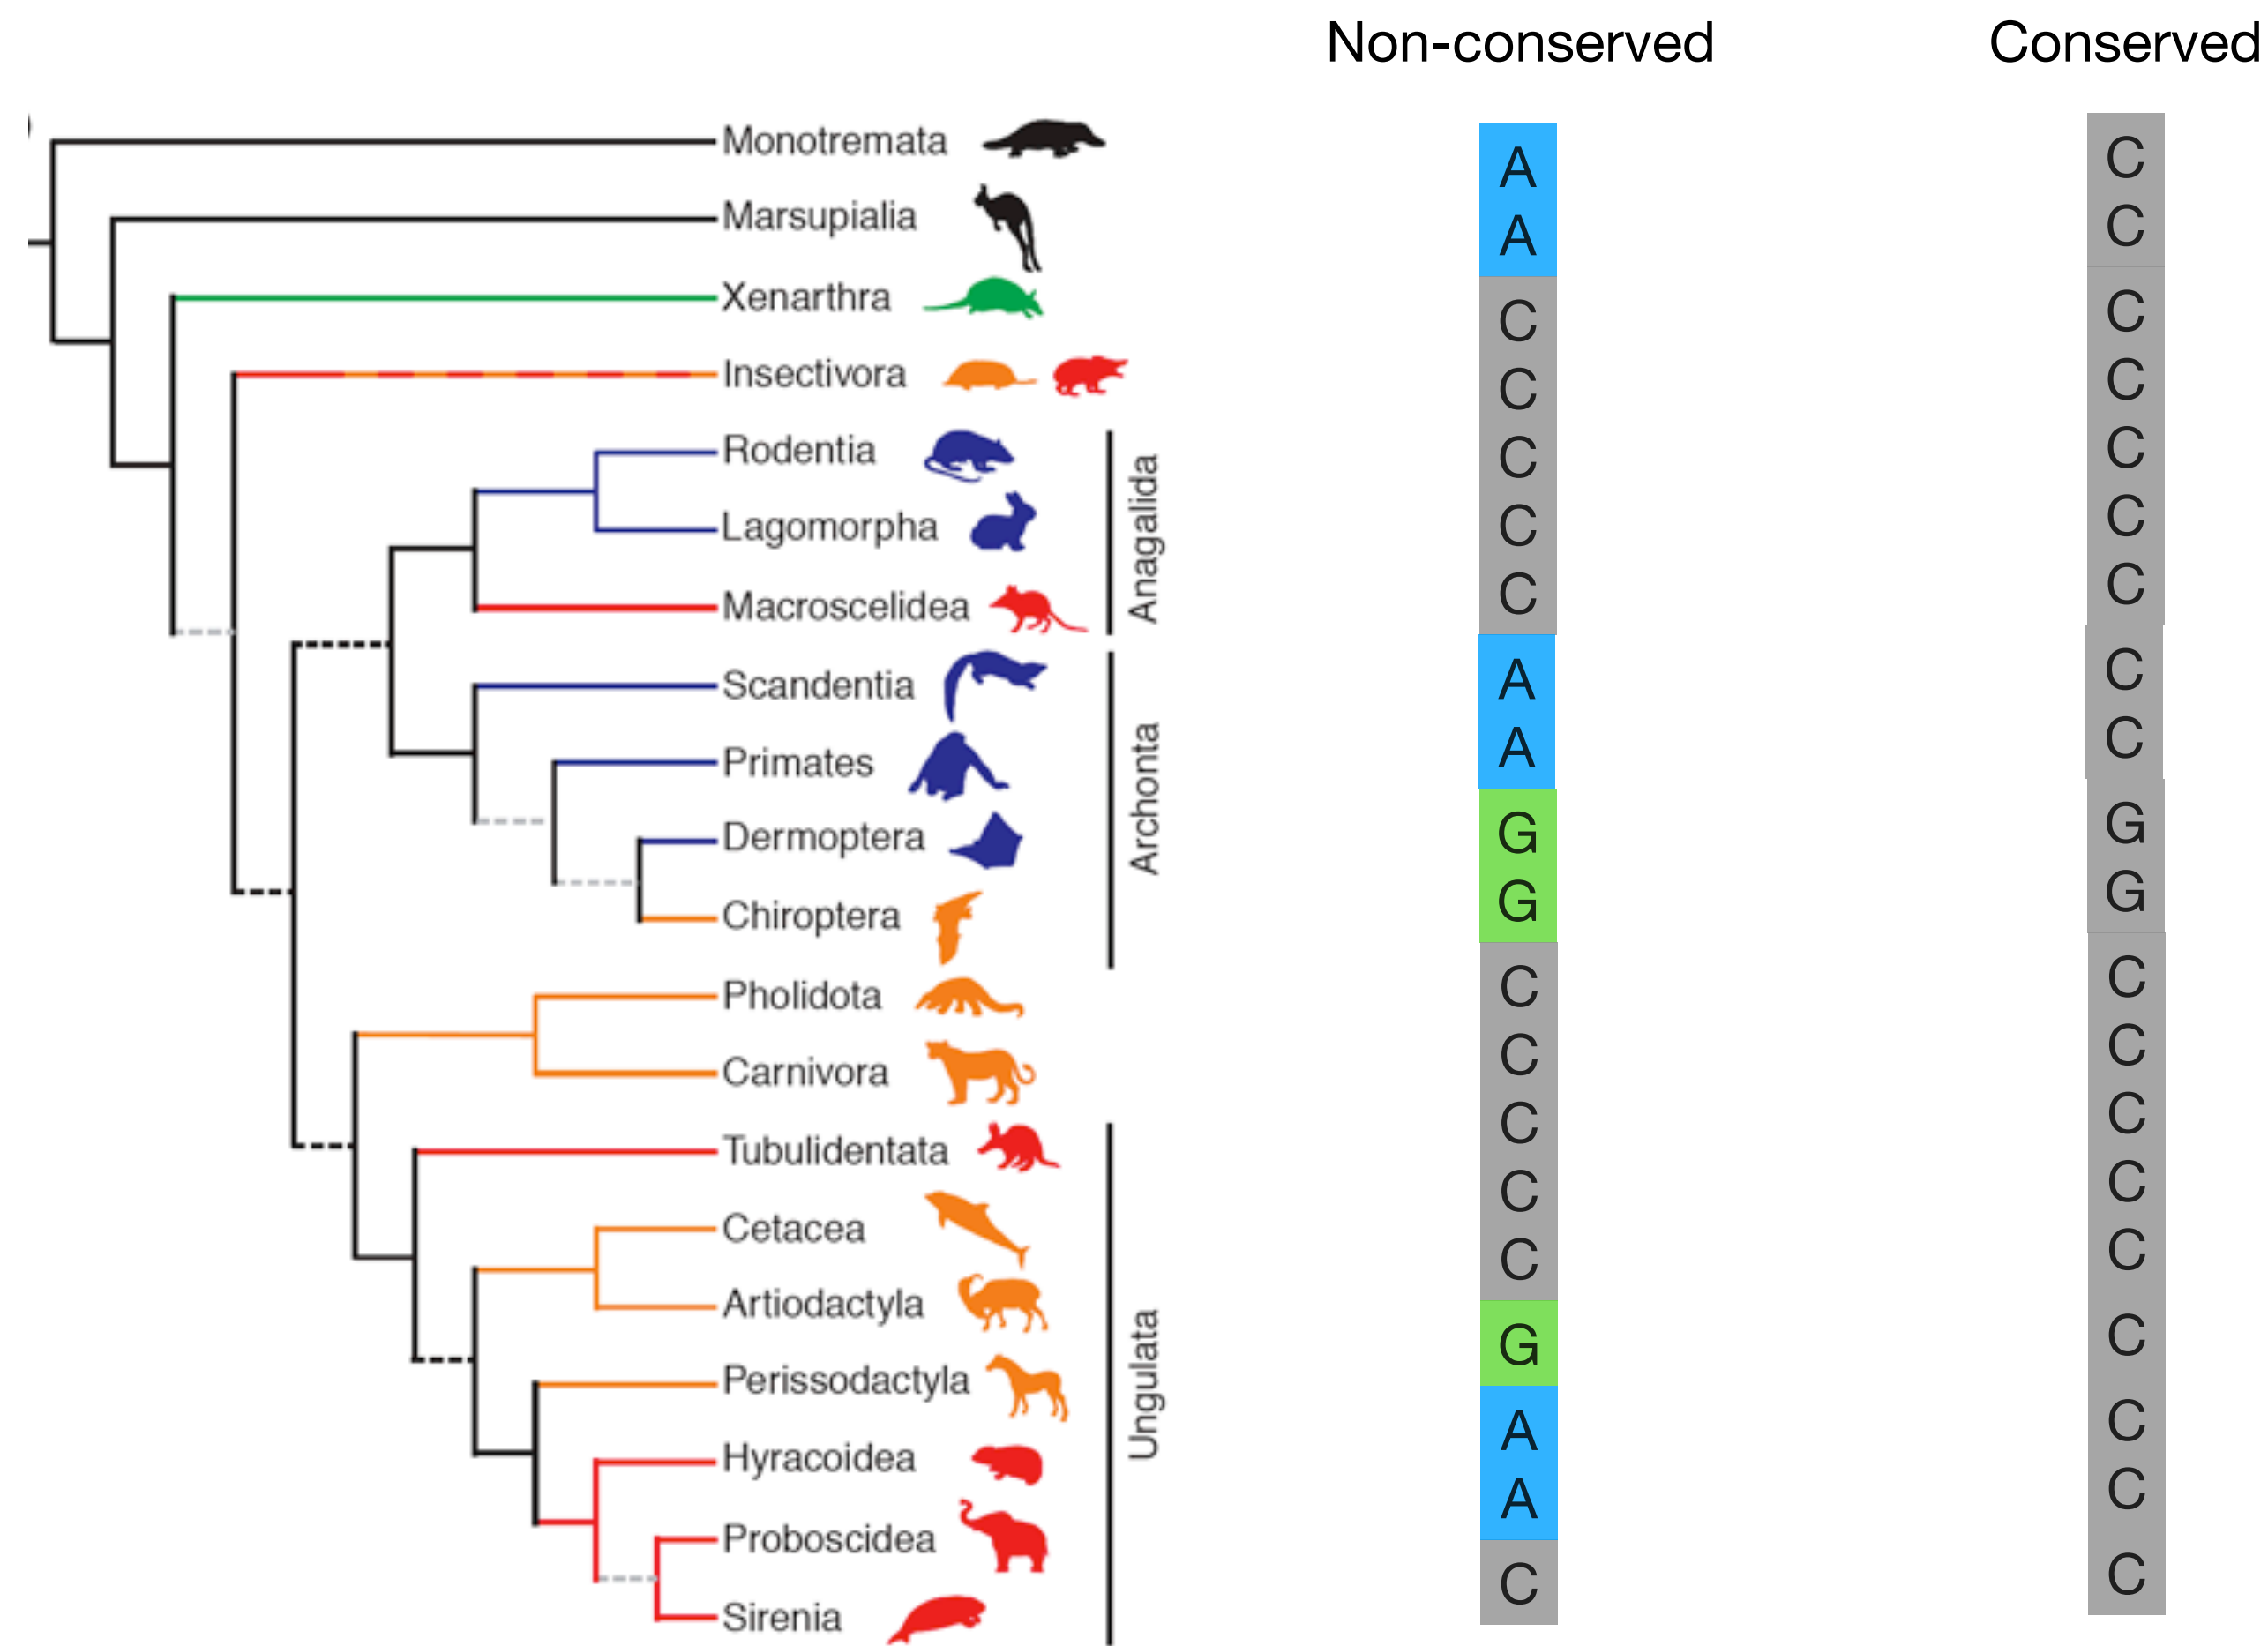 Non-conserved Conserved
Monotremata A C
Marsupialia A C
Xenarthra C C
Insectivora C C
Rodentia C C
Lagomorpha C C
Macroscelidea C C
Anagalida
Scandentia A C
Primates A C
Dermoptera G G
Chiroptera G G
Archonta
Pholidota C C
Carnivora C C
Tubulidentata C C
Cetacea C C
Artiodactyla C C
Perissodactyla G C
Hyracoidea A C
Proboscidea A C
Sirenia C C
Ungulata